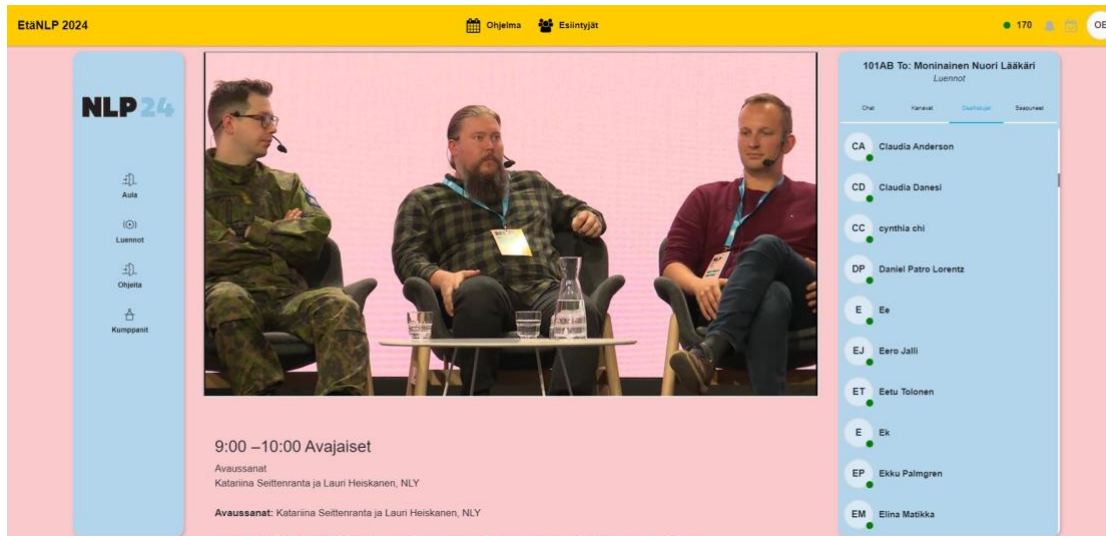 EtäNLP 2024
Ohjelma
Esiintyjät
170
NLP24
Aula
Luennot
Ohjeita
Kumppanit
9:00 –10:00 Avajaiset
Avaussanat
Katariina Seittenranta ja Lauri Heiskanen, NLY
Avaussanat: Katariina Seittenranta ja Lauri Heiskanen, NLY
101AB To: Moninainen Nuori Lääkäri
Luennot
Chat
Kanavat
Saapuneet
CA Claudia Anderson
CD Claudia Danesi
CC cynthia chi
DP Daniel Patro Lorentz
E Ee
EJ Eero Jalli
ET Eetu Tolonen
E Ek
EP Ekku Palmgren
EM Elina Matikka